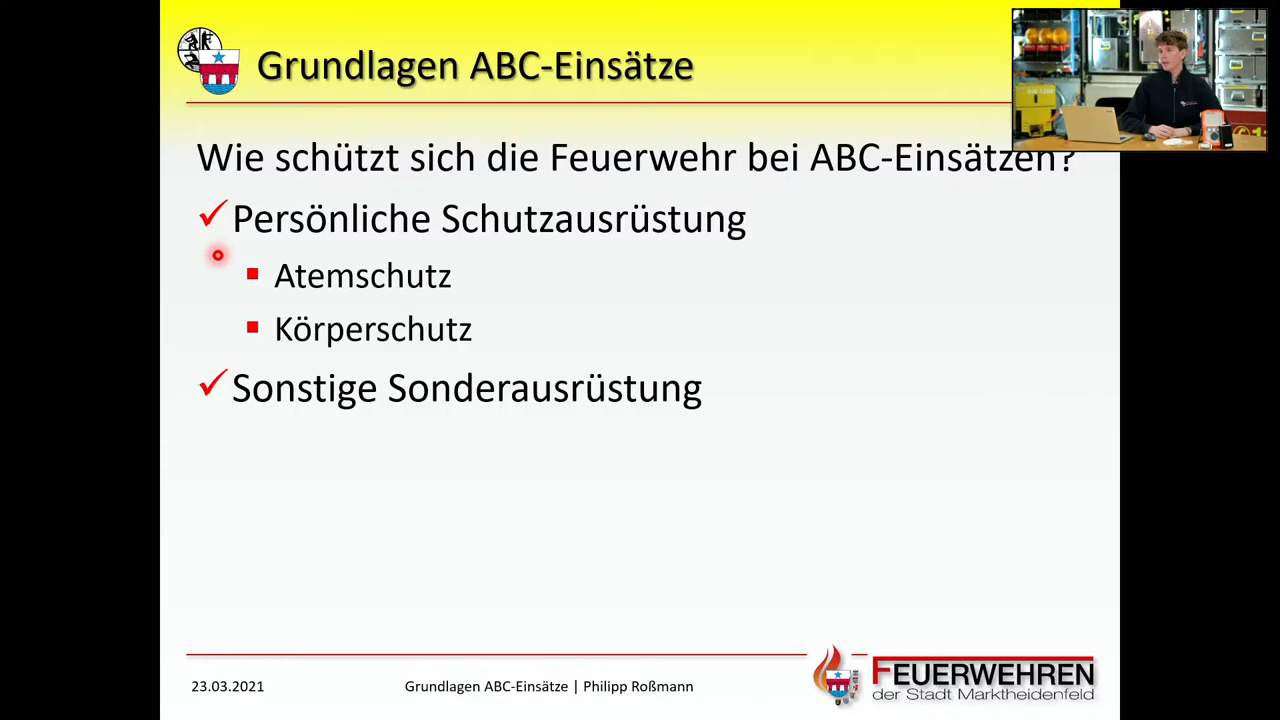 Grundlagen ABC-Einsätze
Wie schützt sich die Feuerwehr bei ABC-Einsätzen?
Persönliche Schutzausrüstung
Atemschutz
Körperschutz
Sonstige Sonderausrüstung
23.03.2021
Grundlagen ABC-Einsätze | Philipp Roßmann
FEUERWEHREN
der Stadt Marktheidenfeld